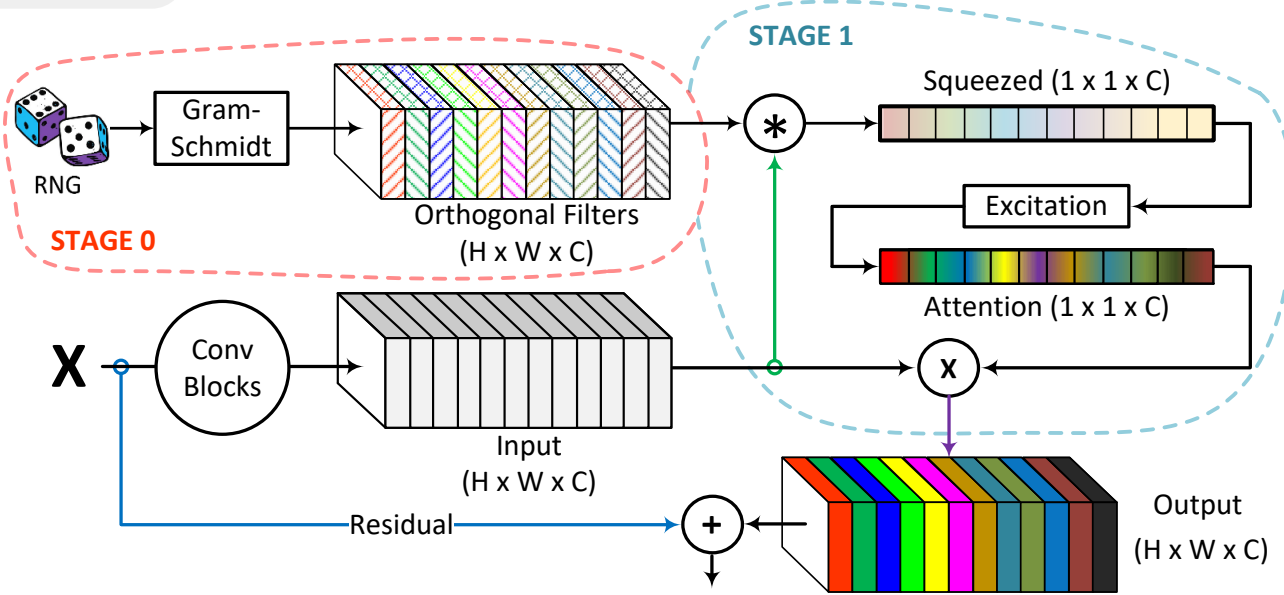 STAGE 1
Squeezed (1 x 1 x C)
Gram-
Schmidt
*
RNG
Excitation
Orthogonal Filters
(H x W x C)
STAGE 0
Attention (1 x 1 x C)
X
Conv
Blocks
X
Input
(H x W x C)
Residual
+
Output
(H x W x C)